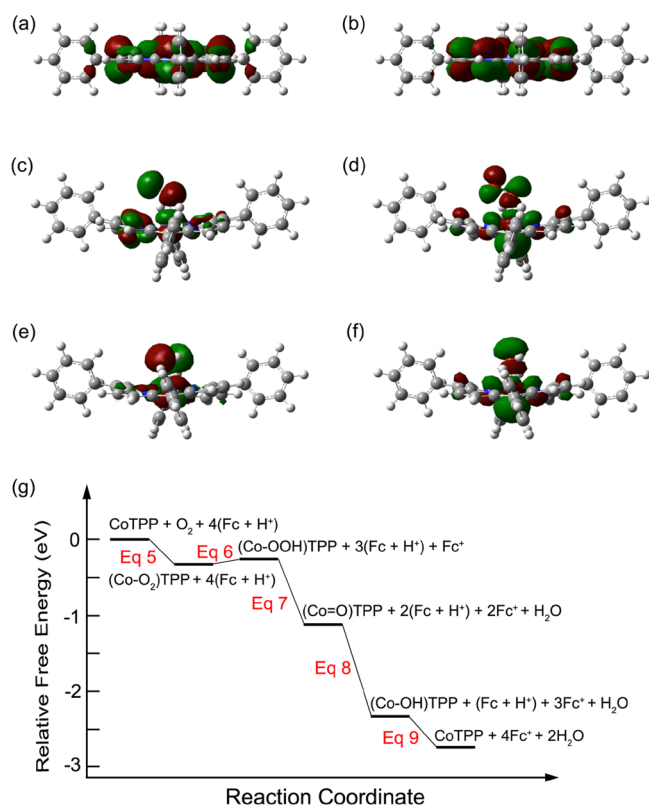 (a)
(b)
(c)
(d)
(e)
(f)
(g)
Relative Free Energy (eV)
0
-1
-2
-3
CoTPP + O₂ + 4(Fc + H⁺)
Eq 5
(Co-O₂)TPP + 4(Fc + H⁺)
Eq 6
(Co-OOH)TPP + 3(Fc + H⁺) + Fc⁺
Eq 7
(Co=O)TPP + 2(Fc + H⁺) + 2Fc⁺ + H₂O
Eq 8
(Co-OH)TPP + (Fc + H⁺) + 3Fc⁺ + H₂O
Eq 9
CoTPP + 4Fc⁺ + 2H₂O
Reaction Coordinate